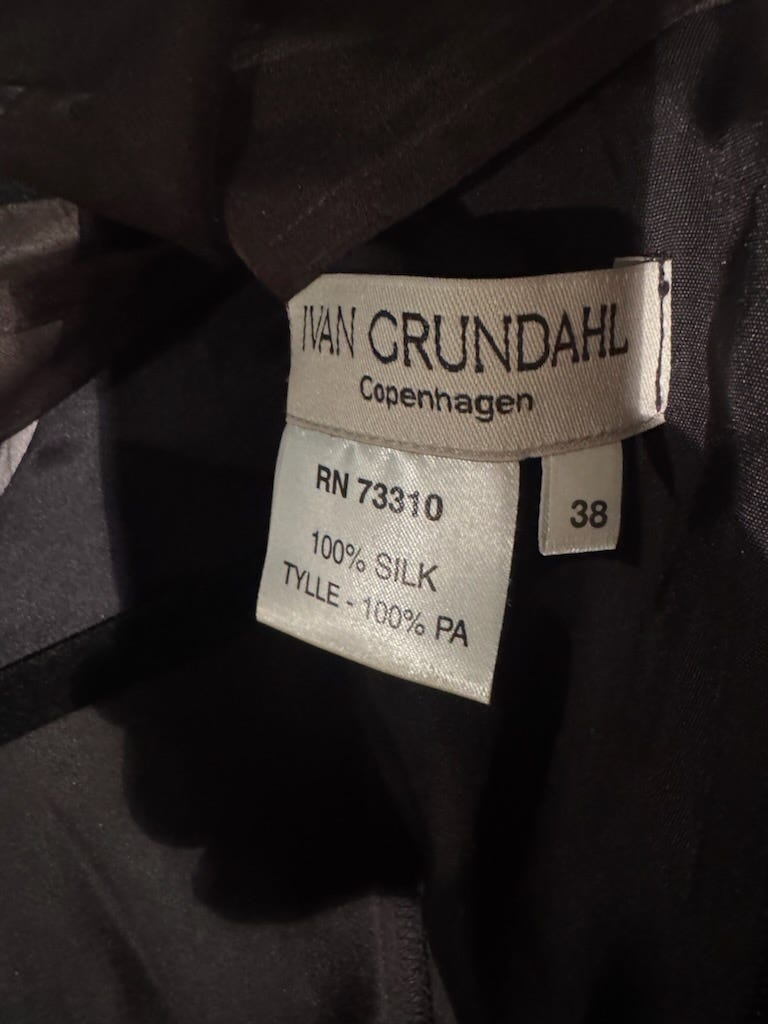 IVAN GRUNDAHL
Copenhagen
RN 73310
38
100% SILK
TYLLE - 100% PA